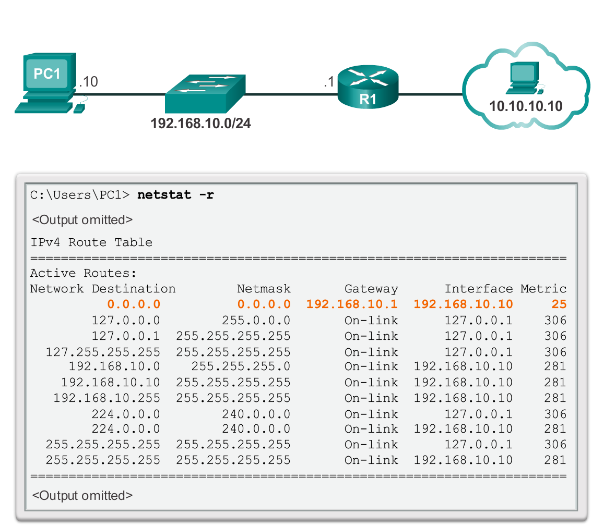 PC1
.10
192.168.10.0/24
.1
R1
10.10.10.10
C:\Users\PC1> netstat -r
<Output omitted>
IPv4 Route Table
===========================================================================
Active Routes:
Network Destination Netmask Gateway Interface Metric
0.0.0.0 0.0.0.0 192.168.10.1 192.168.10.10 25
127.0.0.0 255.0.0.0 On-link 127.0.0.1 306
127.0.0.1 255.255.255.255 On-link 127.0.0.1 306
127.255.255.255 255.255.255.255 On-link 127.0.0.1 306
192.168.10.0 255.255.255.0 On-link 192.168.10.10 281
192.168.10.10 255.255.255.255 On-link 192.168.10.10 281
192.168.10.255 255.255.255.255 On-link 192.168.10.10 281
224.0.0.0 240.0.0.0 On-link 127.0.0.1 306
224.0.0.0 240.0.0.0 On-link 192.168.10.10 281
255.255.255.255 255.255.255.255 On-link 127.0.0.1 306
255.255.255.255 255.255.255.255 On-link 192.168.10.10 281
===========================================================================
<Output omitted>